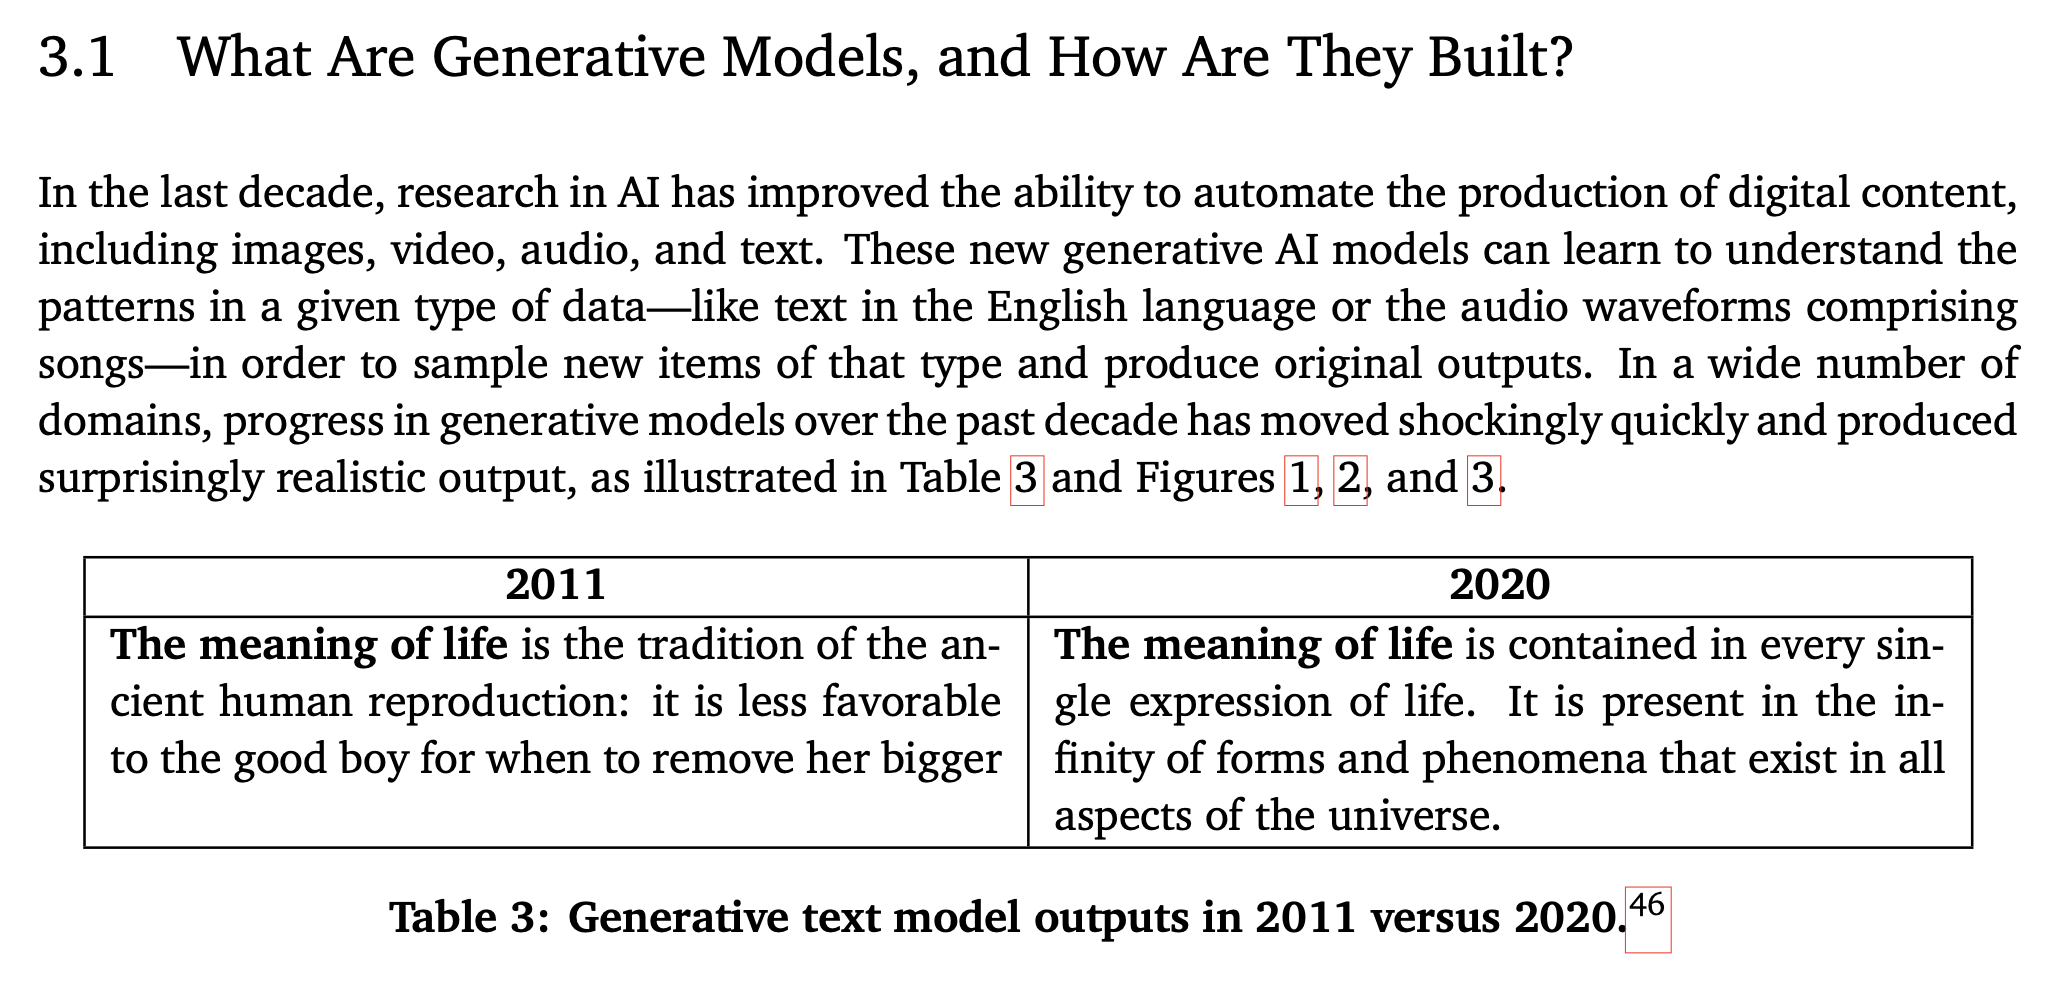 3.1 What Are Generative Models, and How Are They Built?
In the last decade, research in AI has improved the ability to automate the production of digital content,
including images, video, audio, and text. These new generative AI models can learn to understand the
patterns in a given type of data—like text in the English language or the audio waveforms comprising
songs—in order to sample new items of that type and produce original outputs. In a wide number of
domains, progress in generative models over the past decade has moved shockingly quickly and produced
surprisingly realistic output, as illustrated in Table 3 and Figures 1, 2, and 3.
2011
The meaning of life is the tradition of the an-
cient human reproduction: it is less favorable
to the good boy for when to remove her bigger
2020
The meaning of life is contained in every sin-
gle expression of life. It is present in the in-
finity of forms and phenomena that exist in all
aspects of the universe.
Table 3: Generative text model outputs in 2011 versus 2020.46